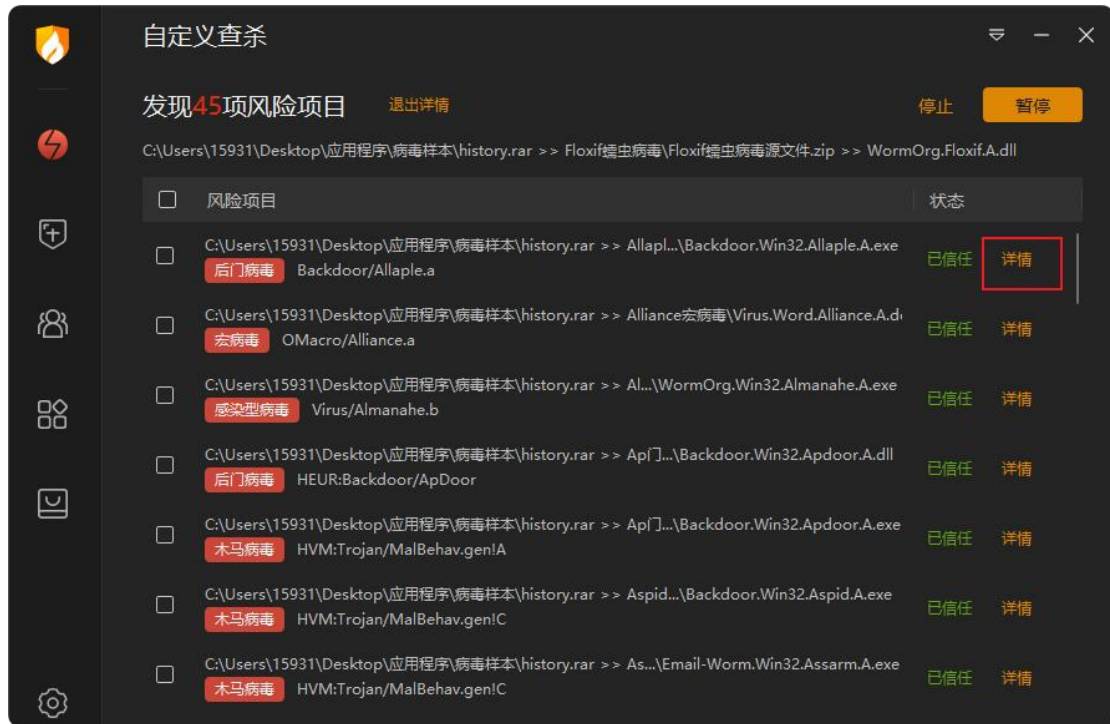 自定义查杀
发现45项风险项目 退出详情 停止 暂停
C:\Users\15931\Desktop\应用程序\病毒样本\history.rar >> Floxif蠕虫病毒\Floxif蠕虫病毒源文件.zip >> WormOrg.Floxif.A.dll
风险项目 状态
C:\Users\15931\Desktop\应用程序\病毒样本\history.rar >> Allapl...\Backdoor.Win32.Allaple.A.exe
后门病毒 Backdoor/Allaple.a 已信任 详情
C:\Users\15931\Desktop\应用程序\病毒样本\history.rar >> Alliance宏病毒\Virus.Word.Alliance.A.d
宏病毒 OMacro/Alliance.a 已信任 详情
C:\Users\15931\Desktop\应用程序\病毒样本\history.rar >> Al...\WormOrg.Win32.Almanahe.A.exe
感染型病毒 Virus/Almanahe.b 已信任 详情
C:\Users\15931\Desktop\应用程序\病毒样本\history.rar >> Ap门...\Backdoor.Win32.Apdoor.A.dll
后门病毒 HEUR:Backdoor/ApDoor 已信任 详情
C:\Users\15931\Desktop\应用程序\病毒样本\history.rar >> Ap门...\Backdoor.Win32.Apdoor.A.exe
木马病毒 HVM:Trojan/MalBehav.gen!A 已信任 详情
C:\Users\15931\Desktop\应用程序\病毒样本\history.rar >> Aspid...\Backdoor.Win32.Aspid.A.exe
木马病毒 HVM:Trojan/MalBehav.gen!C 已信任 详情
C:\Users\15931\Desktop\应用程序\病毒样本\history.rar >> As...\Email-Worm.Win32.Assarm.A.exe
木马病毒 HVM:Trojan/MalBehav.gen!C 已信任 详情